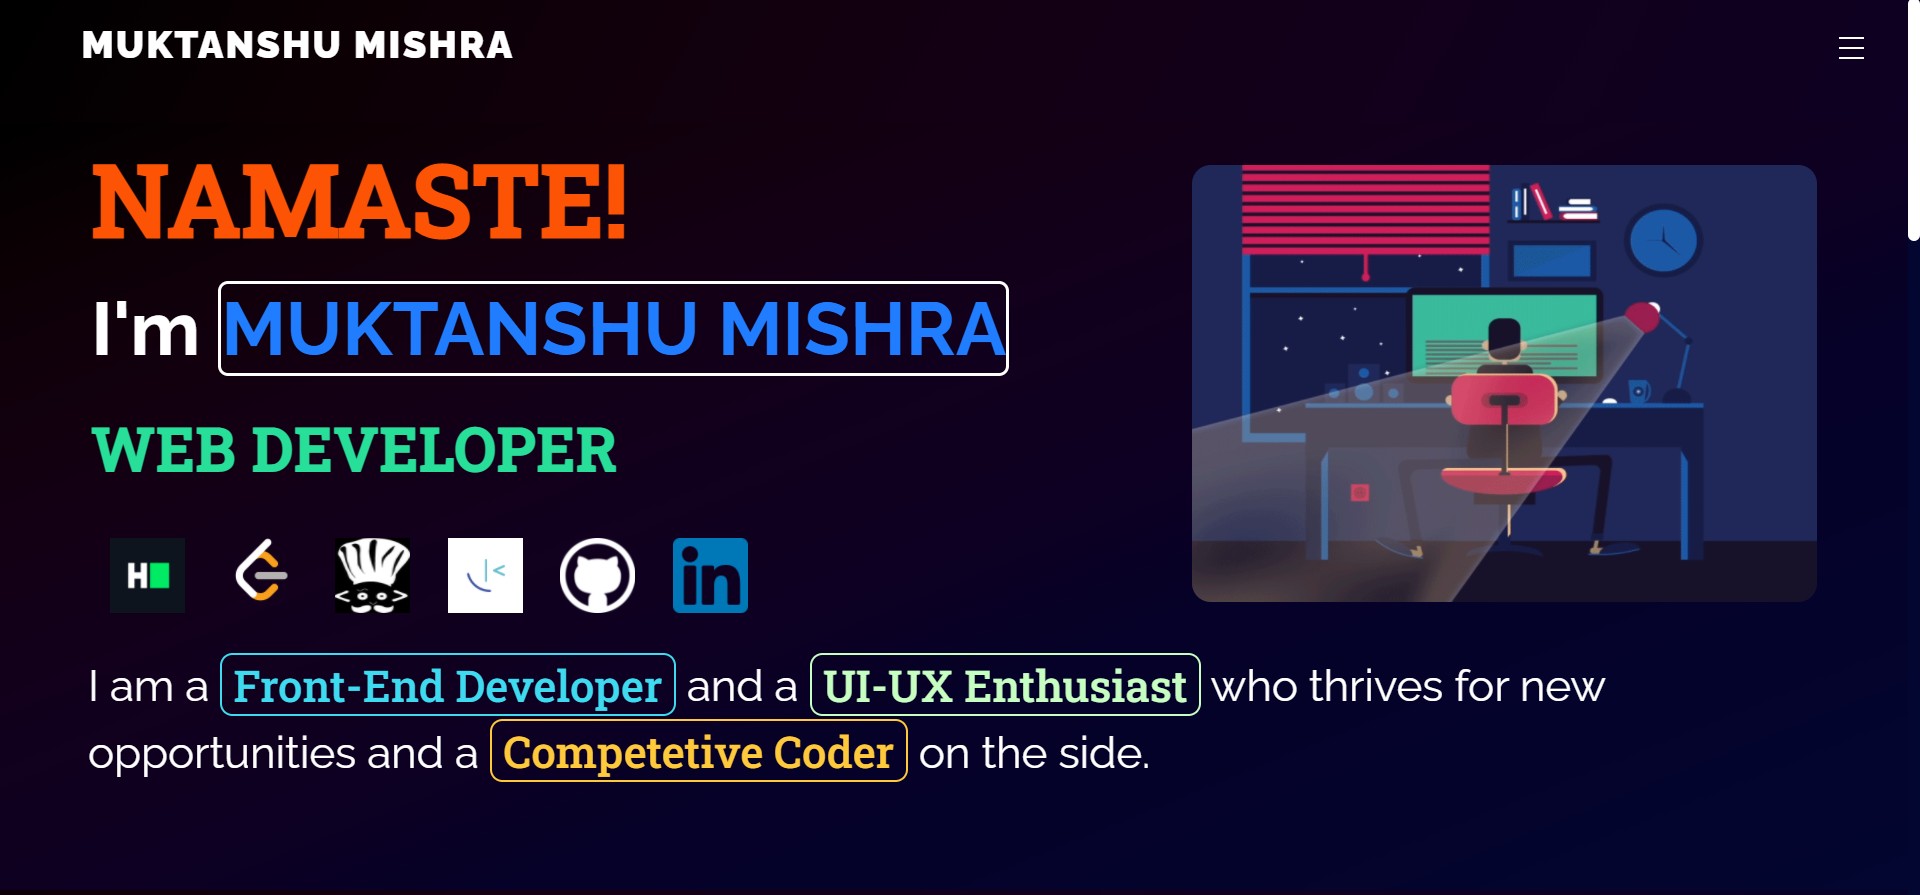 MUKTANSHU MISHRA
NAMASTE!
I'm MUKTANSHU MISHRA
WEB DEVELOPER
H
in
I am a Front-End Developer and a UI-UX Enthusiast who thrives for new
opportunities and a Competetive Coder on the side.